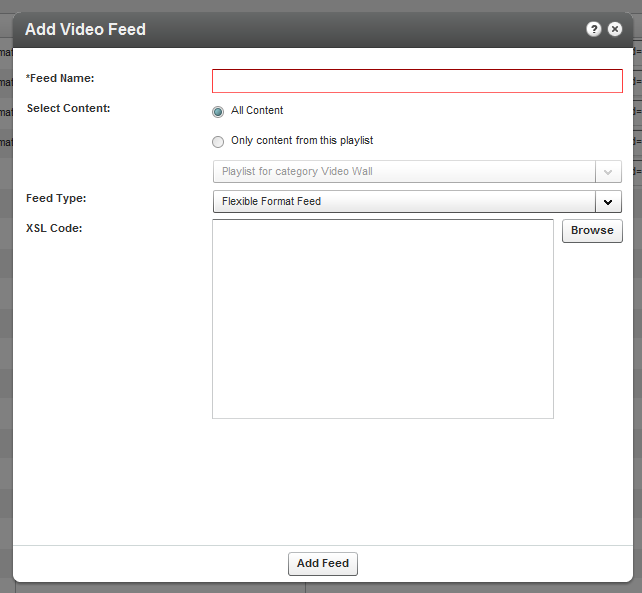 Add Video Feed
?
*Feed Name:
Select Content:
All Content
Only content from this playlist
Playlist for category Video Wall
Feed Type:
Flexible Format Feed
XSL Code:
Browse
Add Feed